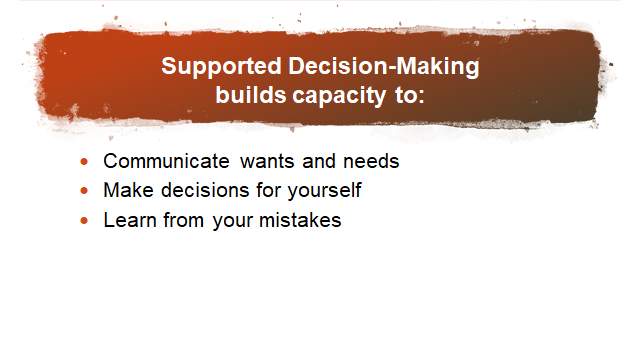 Supported Decision-Making
builds capacity to:
• Communicate wants and needs
• Make decisions for yourself
• Learn from your mistakes